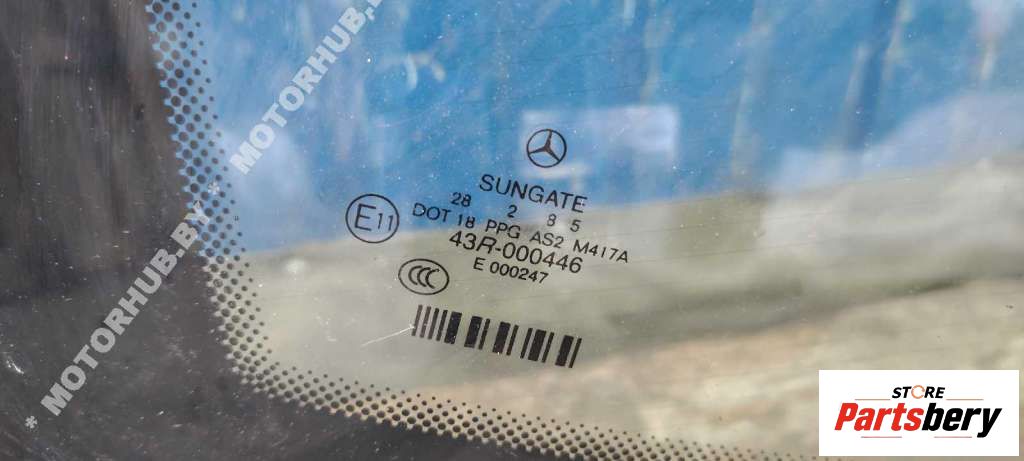 MOTORHUB.BY
* MOTORHUB.BY
SUNGATE
28 2 8 5
E11
DOT 18 PPG AS2 M417A
43R-000446
E 000247
CCC
STORE
Partsbery